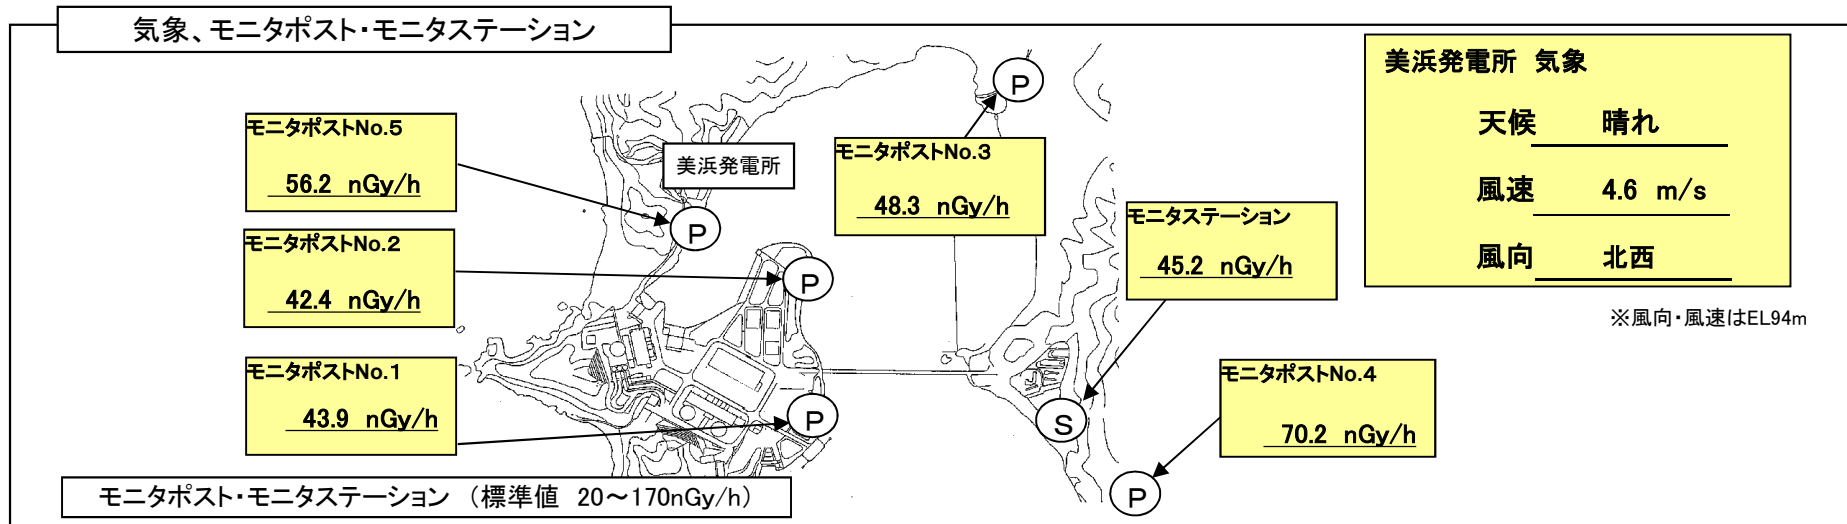 気象、モニタポスト・モニタステーション
美浜発電所 気象
天候 晴れ
風速 4.6 m/s
風向 北西
※風向・風速はEL94m
モニタポストNo.5
56.2 nGy/h
美浜発電所
モニタポストNo.3
48.3 nGy/h
モニタポストNo.2
42.4 nGy/h
モニタステーション
45.2 nGy/h
モニタポストNo.1
43.9 nGy/h
モニタポストNo.4
70.2 nGy/h
P
P
P
P
S
P
モニタポスト・モニタステーション (標準値 20～170nGy/h)